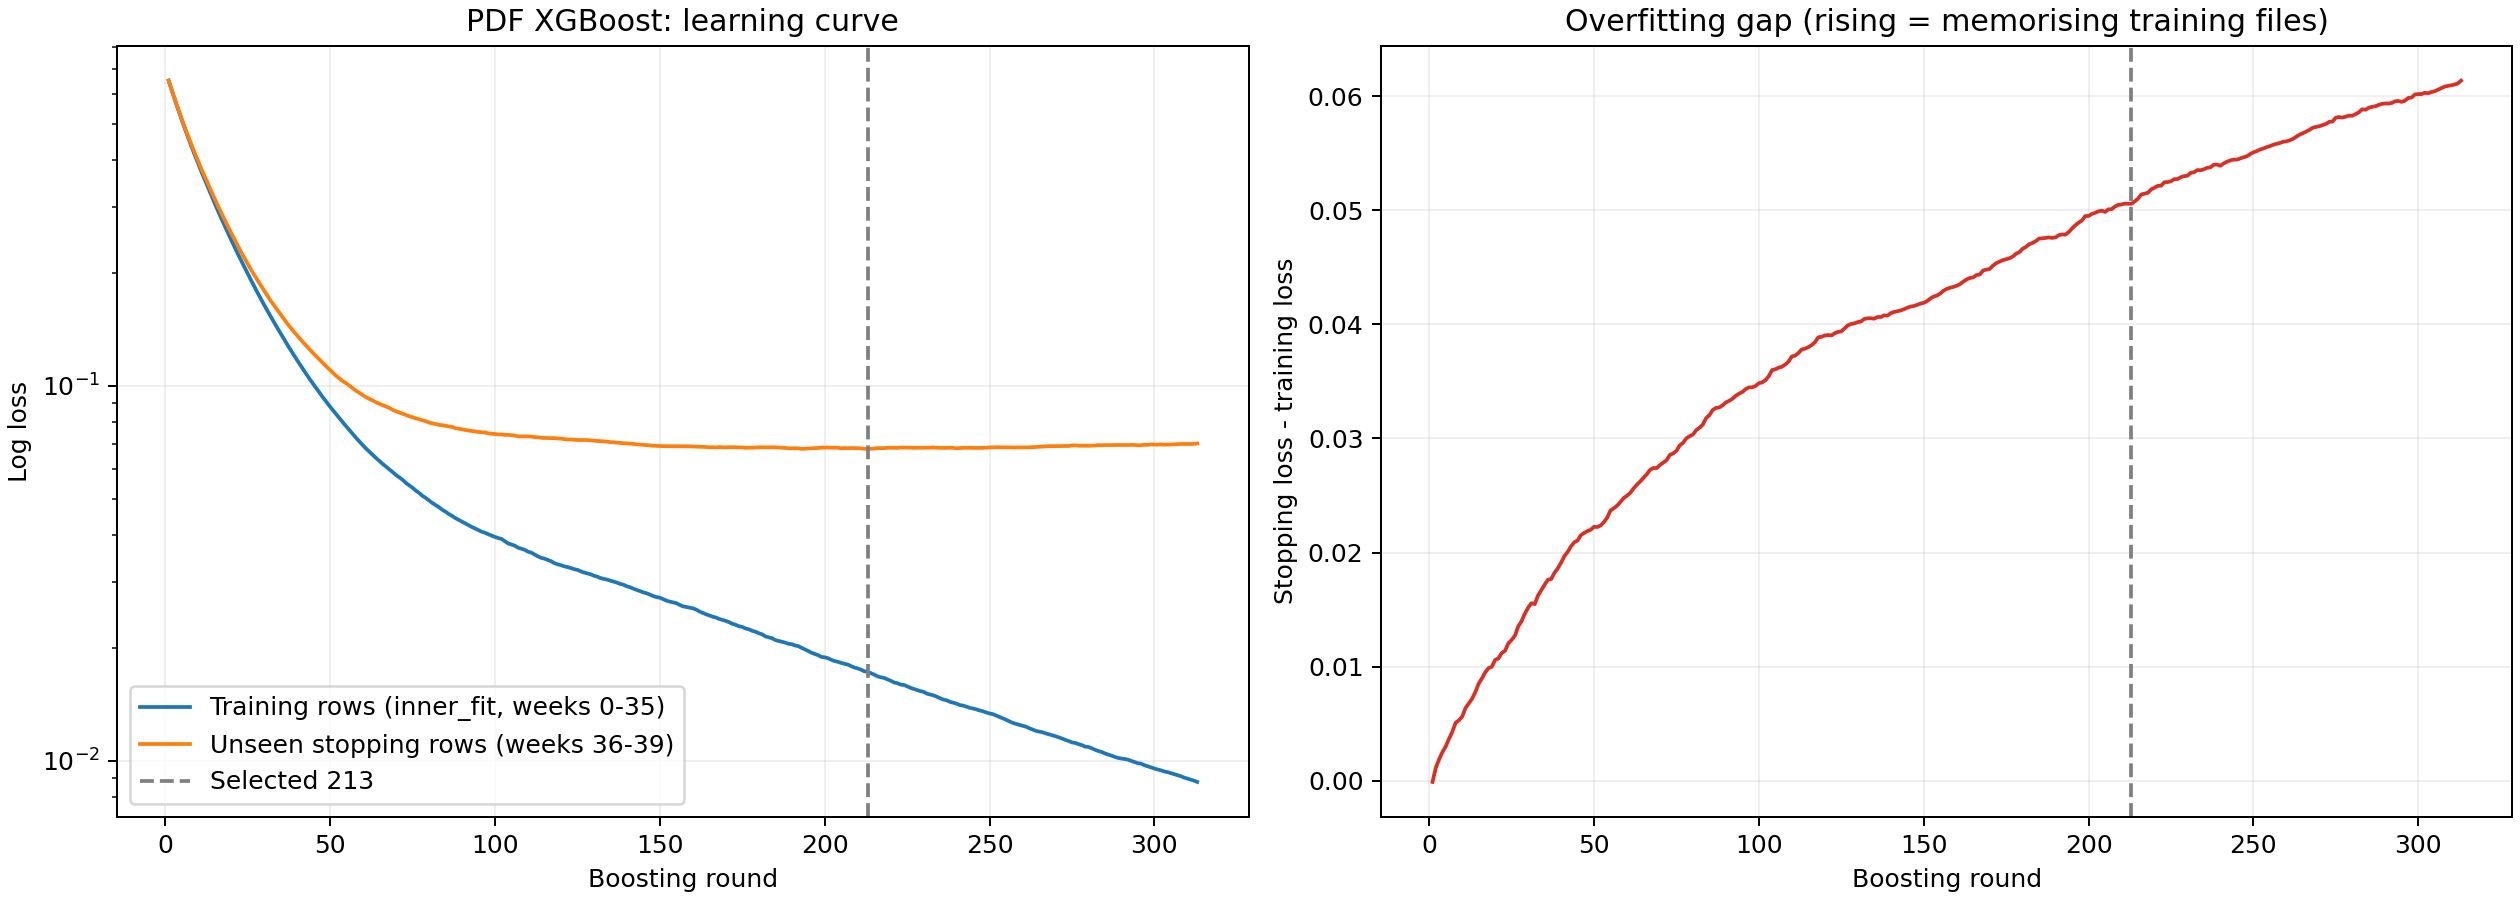 PDF XGBoost: learning curve
Log loss
10⁻¹
10⁻²
Training rows (inner_fit, weeks 0-35)
Unseen stopping rows (weeks 36-39)
Selected 213
0 50 100 150 200 250 300
Boosting round
Overfitting gap (rising = memorising training files)
Stopping loss - training loss
0.06
0.05
0.04
0.03
0.02
0.01
0.00
0 50 100 150 200 250 300
Boosting round